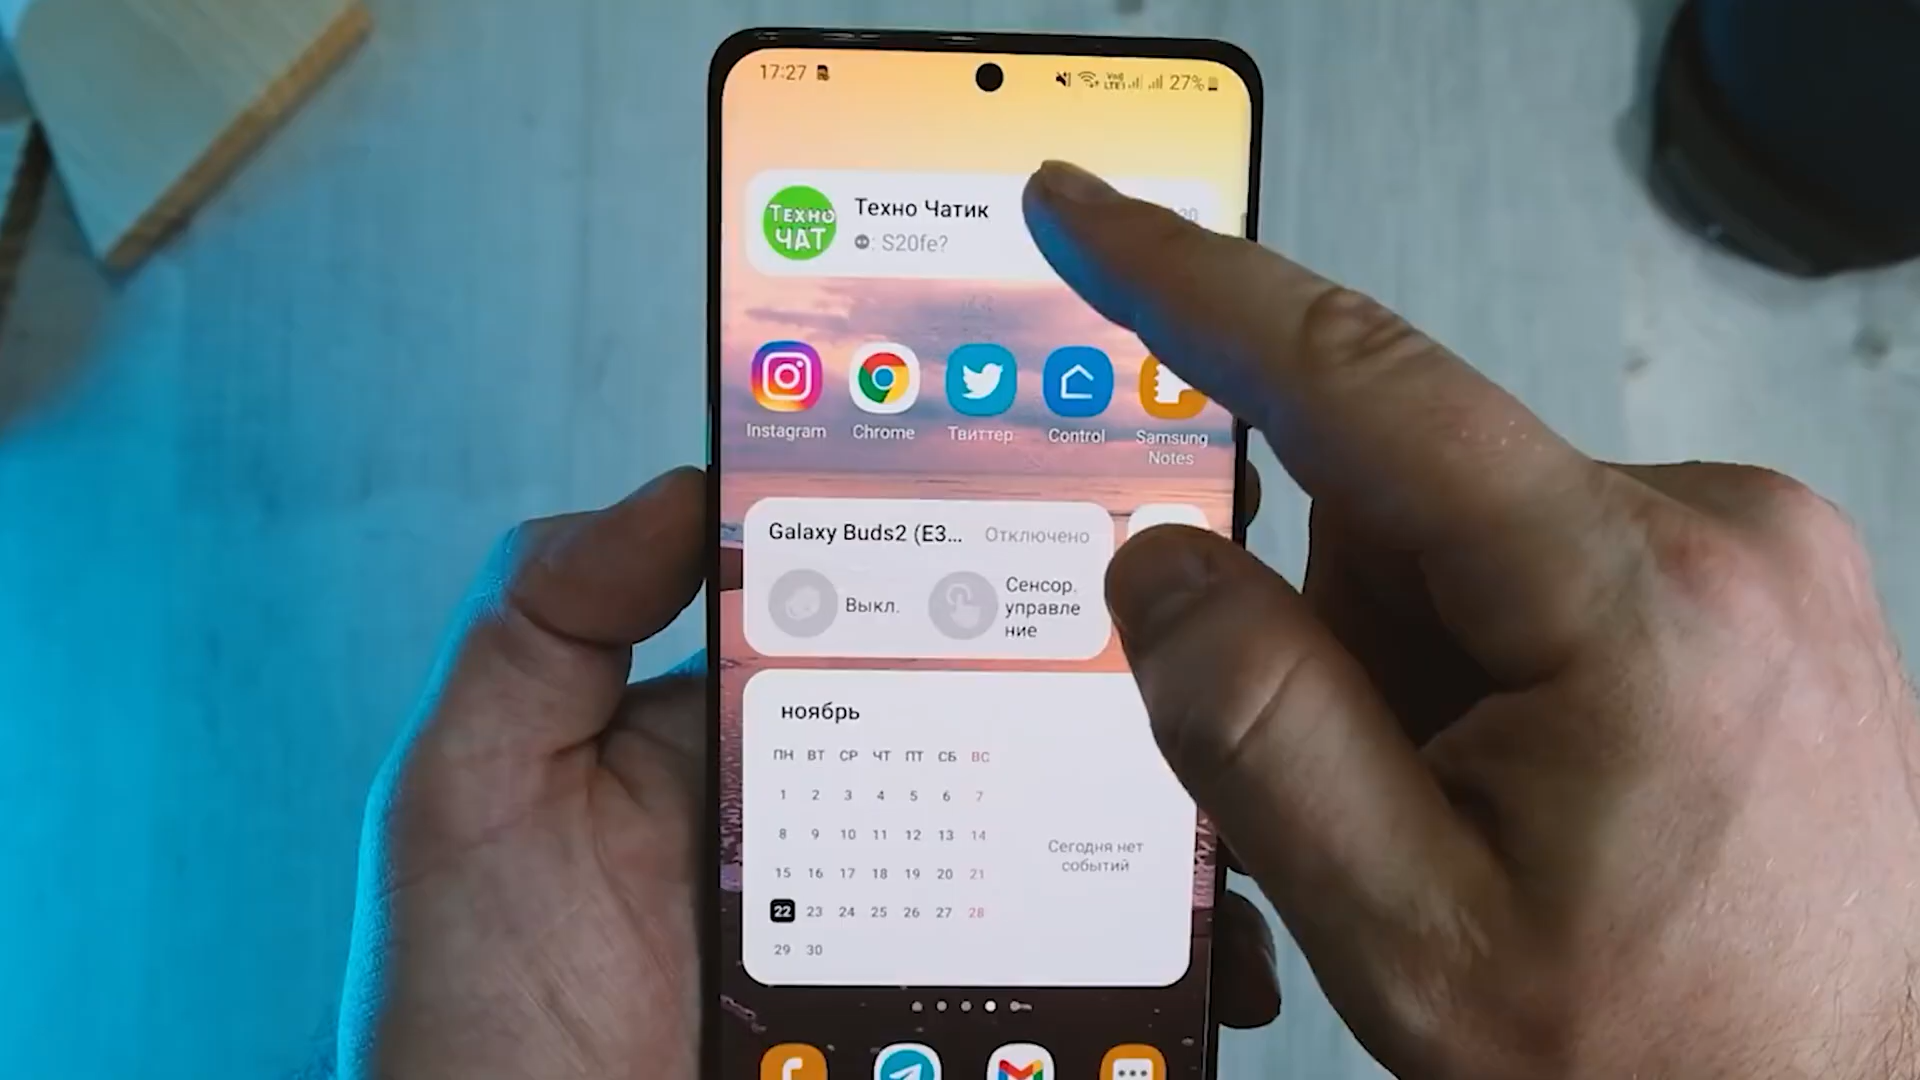 17:27
Vo)) LTE1 27%
ТЕХНО ЧАТ
Техно Чатик
: S20fe?
Instagram Chrome Твиттер Control Samsung Notes
Galaxy Buds2 (E3... Отключено
Выкл.
Сенсор.
управле
ние
ноябрь
ПН ВТ СР ЧТ ПТ СБ ВС
1 2 3 4 5 6 7
8 9 10 11 12 13 14
15 16 17 18 19 20 21
22 23 24 25 26 27 28
29 30
Сегодня нет
событий